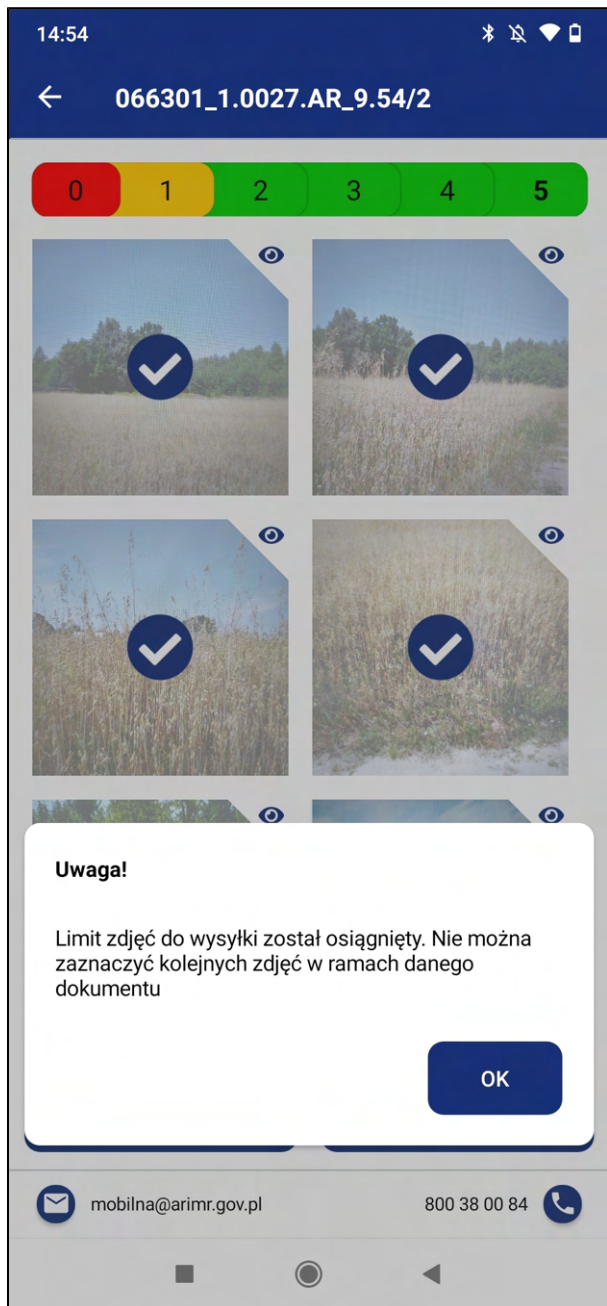 14:54
066301_1.0027.AR_9.54/2
0 1 2 3 4 5
Uwaga!
Limit zdjęć do wysyłki został osiągnięty. Nie można
zaznaczyć kolejnych zdjęć w ramach danego
dokumentu
OK
mobilna@arimr.gov.pl 800 38 00 84